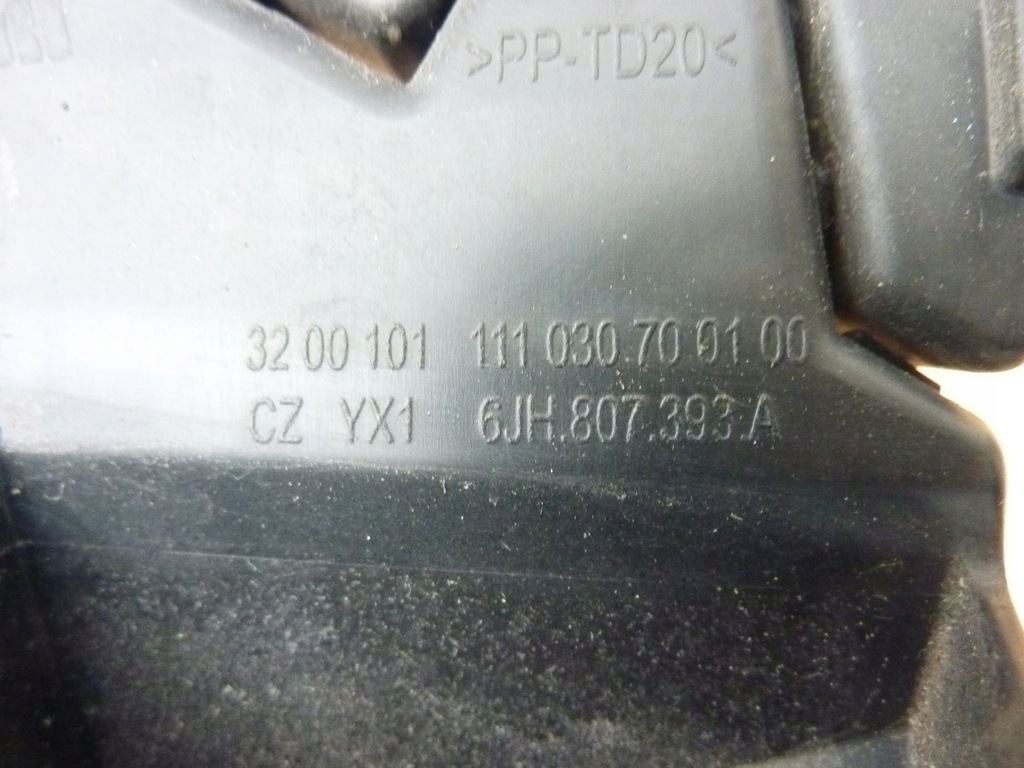 >PP-TD20<
32 00 101 111 030.70 01 00
CZ YX1 6JH.807.393.A